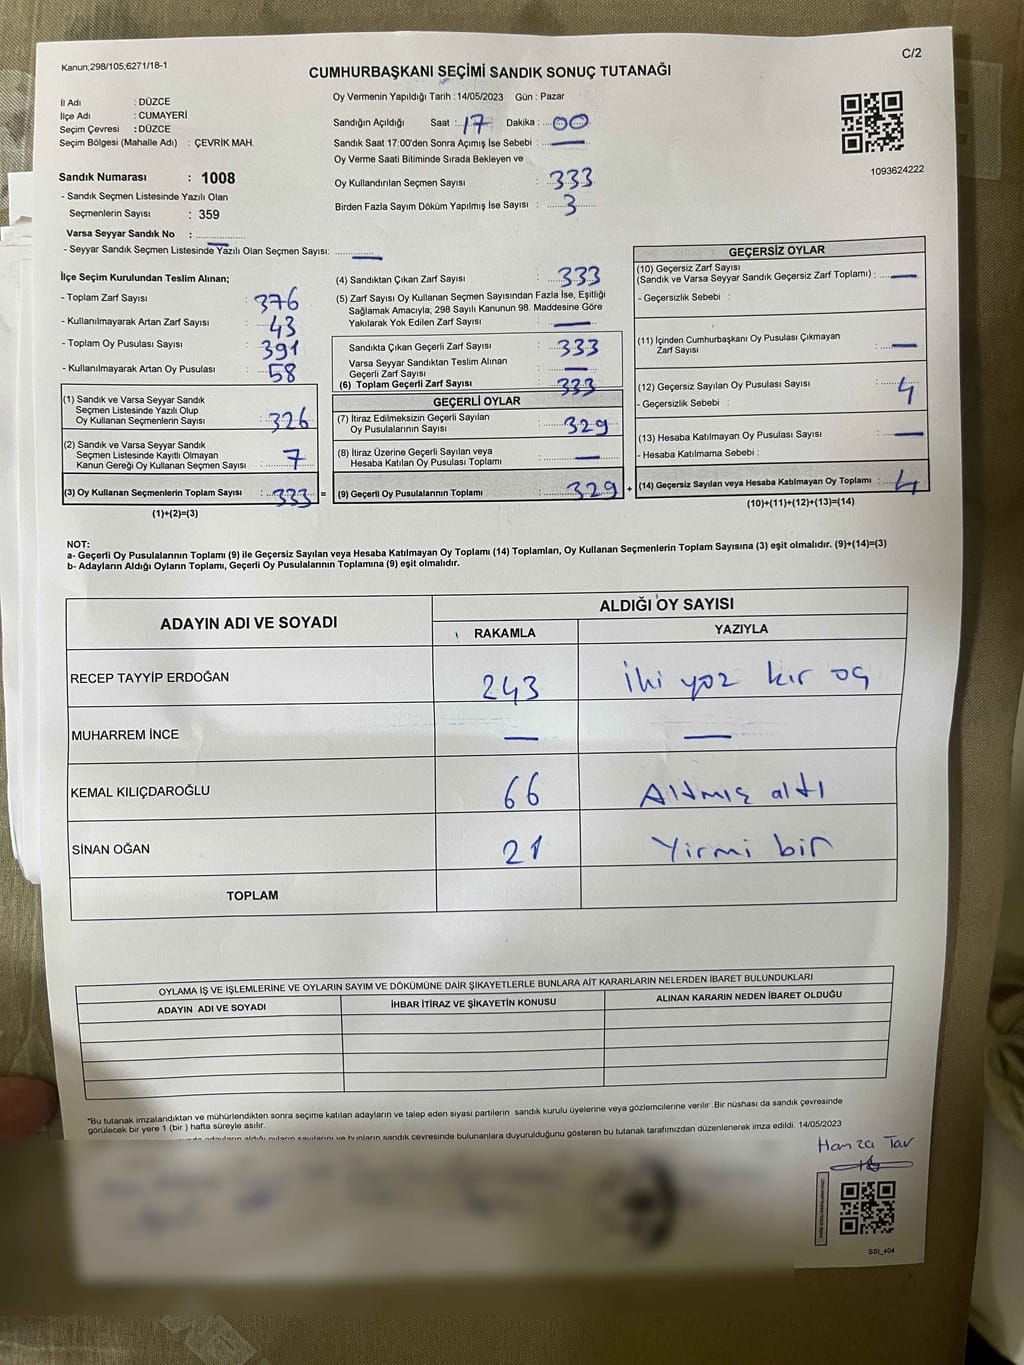 Kanun;298/105;6271/18-1
C/2
CUMHURBAŞKANI SEÇİMİ SANDIK SONUÇ TUTANAĞI
İl Adı : DÜZCE
İlçe Adı : CUMAYERİ
Seçim Çevresi : DÜZCE
Seçim Bölgesi (Mahalle Adı) : ÇEVRİK MAH.
Sandık Numarası : 1008
- Sandık Seçmen Listesinde Yazılı Olan
Seçmenlerin Sayısı : 359
Varsa Seyyar Sandık No :
- Seyyar Sandık Seçmen Listesinde Yazılı Olan Seçmen Sayısı:
Oy Vermenin Yapıldığı Tarih : 14/05/2023 Gün : Pazar
Sandığın Açıldığı Saat : 17 Dakika : 00
Sandık Saat 17:00'den Sonra Açımış İse Sebebi : —
Oy Verme Saati Bitiminde Sırada Bekleyen ve
Oy Kullandırılan Seçmen Sayısı : 333
Birden Fazla Sayım Döküm Yapılmış İse Sayısı : 3
1093624222
İlçe Seçim Kurulundan Teslim Alınan;
- Toplam Zarf Sayısı : 376
- Kullanılmayarak Artan Zarf Sayısı : 43
- Toplam Oy Pusulası Sayısı : 391
- Kullanılmayarak Artan Oy Pusulası : 58
(1) Sandık ve Varsa Seyyar Sandık
Seçmen Listesinde Yazılı Olup
Oy Kullanan Seçmenlerin Sayısı : 326
(2) Sandık ve Varsa Seyyar Sandık
Seçmen Listesinde Kayıtlı Olmayan
Kanun Gereği Oy Kullanan Seçmen Sayısı : 7
(3) Oy Kullanan Seçmenlerin Toplam Sayısı : 333 =
(1)+(2)=(3)
(4) Sandıktan Çıkan Zarf Sayısı : 333
(5) Zarf Sayısı Oy Kullanan Seçmen Sayısından Fazla İse, Eşitliği
Sağlamak Amacıyla; 298 Sayılı Kanunun 98. Maddesine Göre
Yakılarak Yok Edilen Zarf Sayısı : —
Sandıkta Çıkan Geçerli Zarf Sayısı : 333
Varsa Seyyar Sandıktan Teslim Alınan
Geçerli Zarf Sayısı : —
(6) Toplam Geçerli Zarf Sayısı : 333
GEÇERLİ OYLAR
(7) İtiraz Edilmeksizin Geçerli Sayılan
Oy Pusulalarının Sayısı : 329
(8) İtiraz Üzerine Geçerli Sayılan veya
Hesaba Katılan Oy Pusulası Toplamı : —
(9) Geçerli Oy Pusulalarının Toplamı : 329 +
GEÇERSİZ OYLAR
(10) Geçersiz Zarf Sayısı
(Sandık ve Varsa Seyyar Sandık Geçersiz Zarf Toplamı) : —
- Geçersizlik Sebebi :
(11) İçinden Cumhurbaşkanı Oy Pusulası Çıkmayan
Zarf Sayısı : —
(12) Geçersiz Sayılan Oy Pusulası Sayısı : 4
- Geçersizlik Sebebi :
(13) Hesaba Katılmayan Oy Pusulası Sayısı : —
- Hesaba Katılmama Sebebi :
(14) Geçersiz Sayılan veya Hesaba Katılmayan Oy Toplamı : 4
(10)+(11)+(12)+(13)=(14)
NOT:
a- Geçerli Oy Pusulalarının Toplamı (9) ile Geçersiz Sayılan veya Hesaba Katılmayan Oy Toplamı (14) Toplamları, Oy Kullanan Seçmenlerin Toplam Sayısına (3) eşit olmalıdır. (9)+(14)=(3)
b- Adayların Aldığı Oyların Toplamı, Geçerli Oy Pusulalarının Toplamına (9) eşit olmalıdır.
ADAYIN ADI VE SOYADI
ALDIĞI OY SAYISI
RAKAMLA YAZIYLA
RECEP TAYYİP ERDOĞAN 243 İki yoz kır oç
MUHARREM İNCE — —
KEMAL KILIÇDAROĞLU 66 Altmış altı
SİNAN OĞAN 21 Yirmi bir
TOPLAM
OYLAMA İŞ VE İŞLEMLERİNE VE OYLARIN SAYIM VE DÖKÜMÜNE DAİR ŞİKAYETLERLE BUNLARA AİT KARARLARIN NELERDEN İBARET BULUNDUKLARI
ADAYIN ADI VE SOYADI İHBAR İTİRAZ VE ŞİKAYETİN KONUSU ALINAN KARARIN NEDEN İBARET OLDUĞU
"Bu tutanak imzalandıktan ve mühürlendikten sonra seçime katılan adayların ve talep eden siyasi partilerin sandık kurulu üyelerine veya gözlemcilerine verilir .Bir nüshası da sandık çevresinde
görülecek bir yere 1 (bir ) hafta süreyle asılır.
adayların aldığı oyların sayılarını ve bunların sandık çevresinde bulunanlara duyurulduğunu gösteren bu tutanak tarafımızdan düzenlenerek imza edildi. 14/05/2023
Hamza Tav
SSI_404